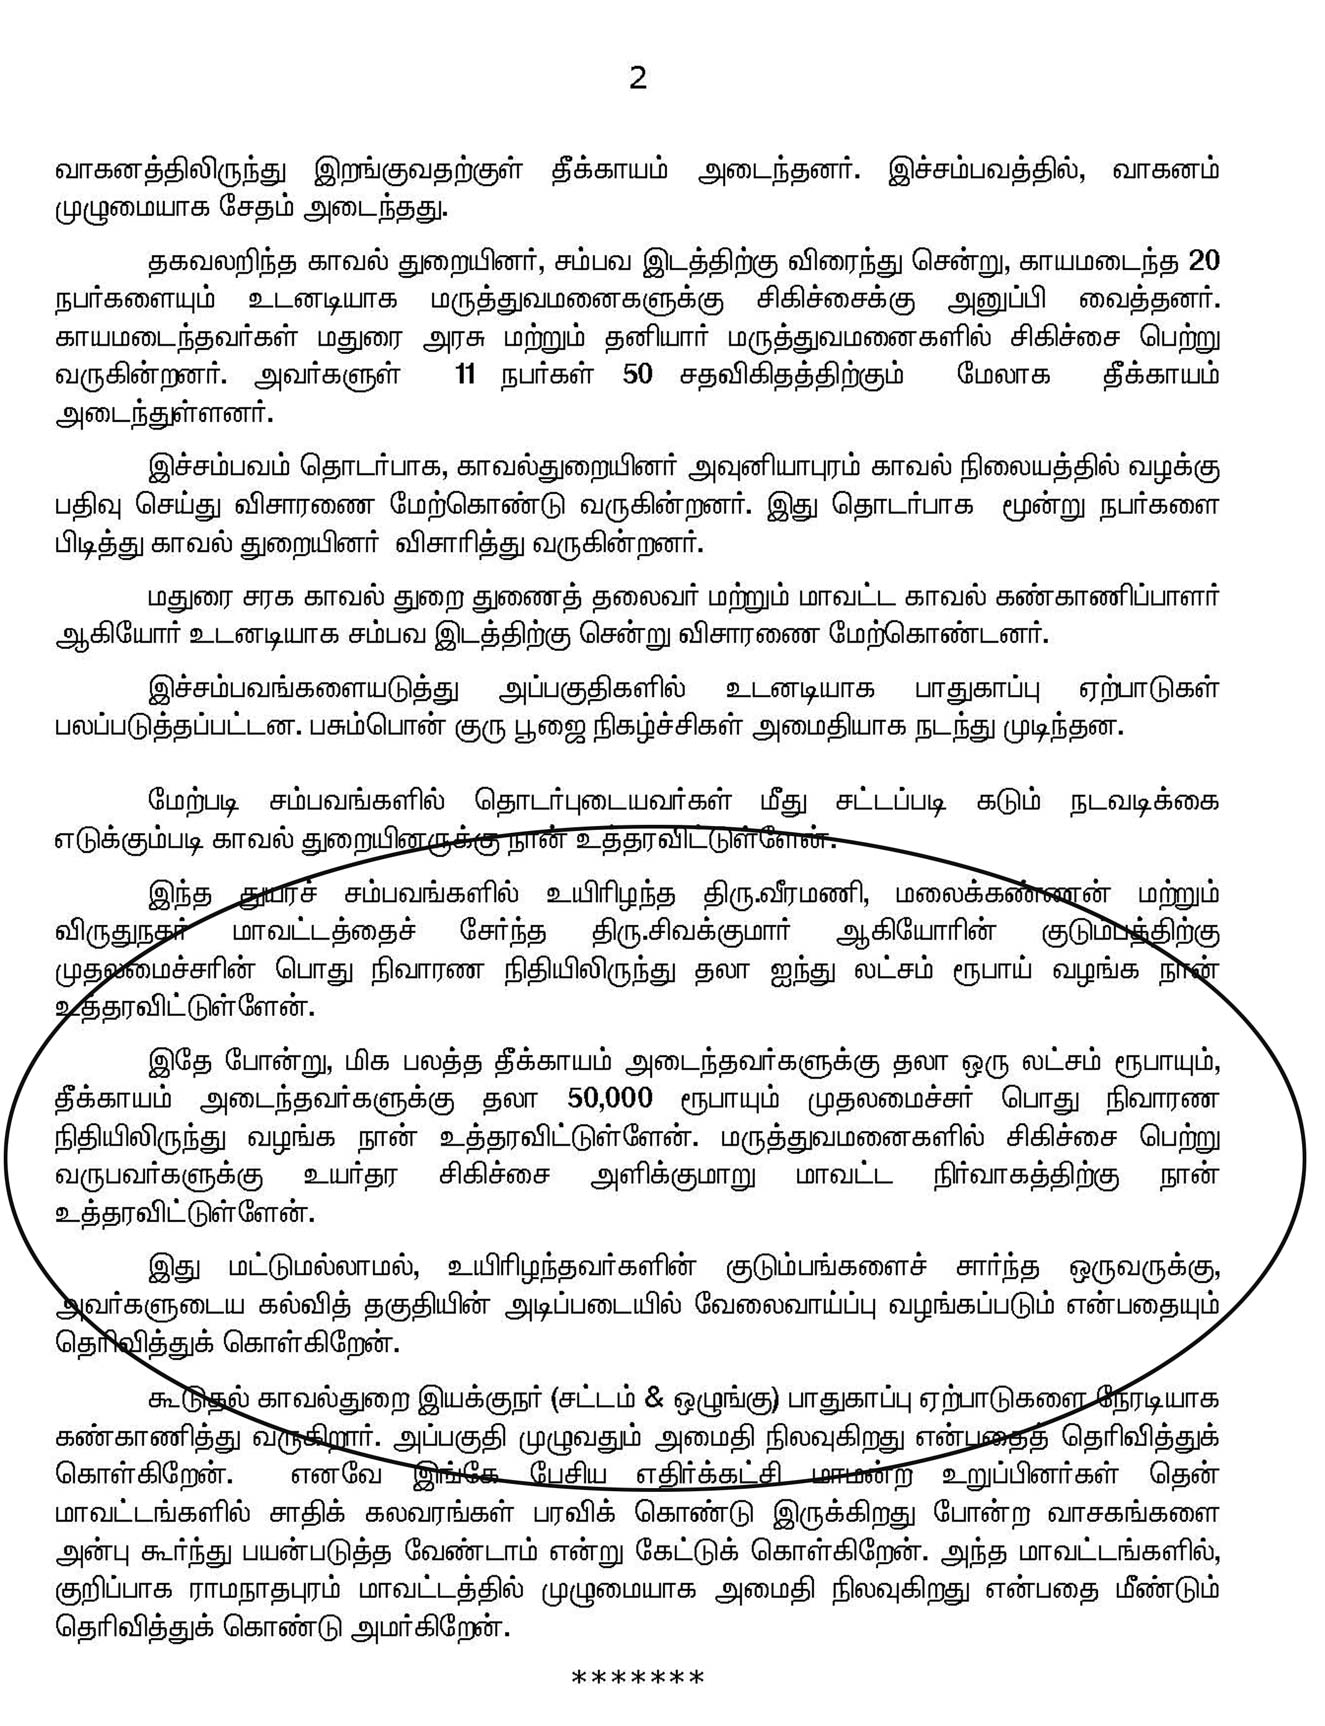 2
வாகனத்திலிருந்து இறங்குவதற்குள் தீக்காயம் அடைந்தனர். இச்சம்பவத்தில், வாகனம்
முழுமையாக சேதம் அடைந்தது.
தகவலறிந்த காவல் துறையினர், சம்பவ இடத்திற்கு விரைந்து சென்று, காயமடைந்த 20
நபர்களையும் உடனடியாக மருத்துவமனைகளுக்கு சிகிச்சைக்கு அனுப்பி வைத்தனர்.
காயமடைந்தவர்கள் மதுரை அரசு மற்றும் தனியார் மருத்துவமனைகளில் சிகிச்சை பெற்று
வருகின்றனர். அவர்களுள் 11 நபர்கள் 50 சதவிகிதத்திற்கும் மேலாக தீக்காயம்
அடைந்துள்ளனர்.
இச்சம்பவம் தொடர்பாக, காவல்துறையினர் அவுனியாபுரம் காவல் நிலையத்தில் வழக்கு
பதிவு செய்து விசாரணை மேற்கொண்டு வருகின்றனர். இது தொடர்பாக மூன்று நபர்களை
பிடித்து காவல் துறையினர் விசாரித்து வருகின்றனர்.
மதுரை சரக காவல் துறை துணைத் தலைவர் மற்றும் மாவட்ட காவல் கண்காணிப்பாளர்
ஆகியோர் உடனடியாக சம்பவ இடத்திற்கு சென்று விசாரணை மேற்கொண்டனர்.
இச்சம்பவங்களையடுத்து அப்பகுதிகளில் உடனடியாக பாதுகாப்பு ஏற்பாடுகள்
பலப்படுத்தப்பட்டன. பசும்பொன் குரு பூஜை நிகழ்ச்சிகள் அமைதியாக நடந்து முடிந்தன.
மேற்படி சம்பவங்களில் தொடர்புடையவர்கள் மீது சட்டப்படி கடும் நடவடிக்கை
எடுக்கும்படி காவல் துறையினருக்கு நான் உத்தரவிட்டுள்ளேன்.
இந்த துயரச் சம்பவங்களில் உயிரிழந்த திரு.வீரமணி, மலைக்கண்ணன் மற்றும்
விருதுநகர் மாவட்டத்தைச் சேர்ந்த திரு.சிவக்குமார் ஆகியோரின் குடும்பத்திற்கு
முதலமைச்சரின் பொது நிவாரண நிதியிலிருந்து தலா ஐந்து லட்சம் ரூபாய் வழங்க நான்
உத்தரவிட்டுள்ளேன்.
இதே போன்று, மிக பலத்த தீக்காயம் அடைந்தவர்களுக்கு தலா ஒரு லட்சம் ரூபாயும்,
தீக்காயம் அடைந்தவர்களுக்கு தலா 50,000 ரூபாயும் முதலமைச்சர் பொது நிவாரண
நிதியிலிருந்து வழங்க நான் உத்தரவிட்டுள்ளேன். மருத்துவமனைகளில் சிகிச்சை பெற்று
வருபவர்களுக்கு உயர்தர சிகிச்சை அளிக்குமாறு மாவட்ட நிர்வாகத்திற்கு நான்
உத்தரவிட்டுள்ளேன்.
இது மட்டுமல்லாமல், உயிரிழந்தவர்களின் குடும்பங்களைச் சார்ந்த ஒருவருக்கு,
அவர்களுடைய கல்வித் தகுதியின் அடிப்படையில் வேலைவாய்ப்பு வழங்கப்படும் என்பதையும்
தெரிவித்துக் கொள்கிறேன்.
கூடுதல் காவல்துறை இயக்குநர் (சட்டம் & ஒழுங்கு) பாதுகாப்பு ஏற்பாடுகளை நேரடியாக
கண்காணித்து வருகிறார். அப்பகுதி முழுவதும் அமைதி நிலவுகிறது என்பதைத் தெரிவித்துக்
கொள்கிறேன். எனவே இங்கே பேசிய எதிர்க்கட்சி மாமன்ற உறுப்பினர்கள் தென்
மாவட்டங்களில் சாதிக் கலவரங்கள் பரவிக் கொண்டு இருக்கிறது போன்ற வாசகங்களை
அன்பு கூர்ந்து பயன்படுத்த வேண்டாம் என்று கேட்டுக் கொள்கிறேன். அந்த மாவட்டங்களில்,
குறிப்பாக ராமநாதபுரம் மாவட்டத்தில் முழுமையாக அமைதி நிலவுகிறது என்பதை மீண்டும்
தெரிவித்துக் கொண்டு அமர்கிறேன்.
*******